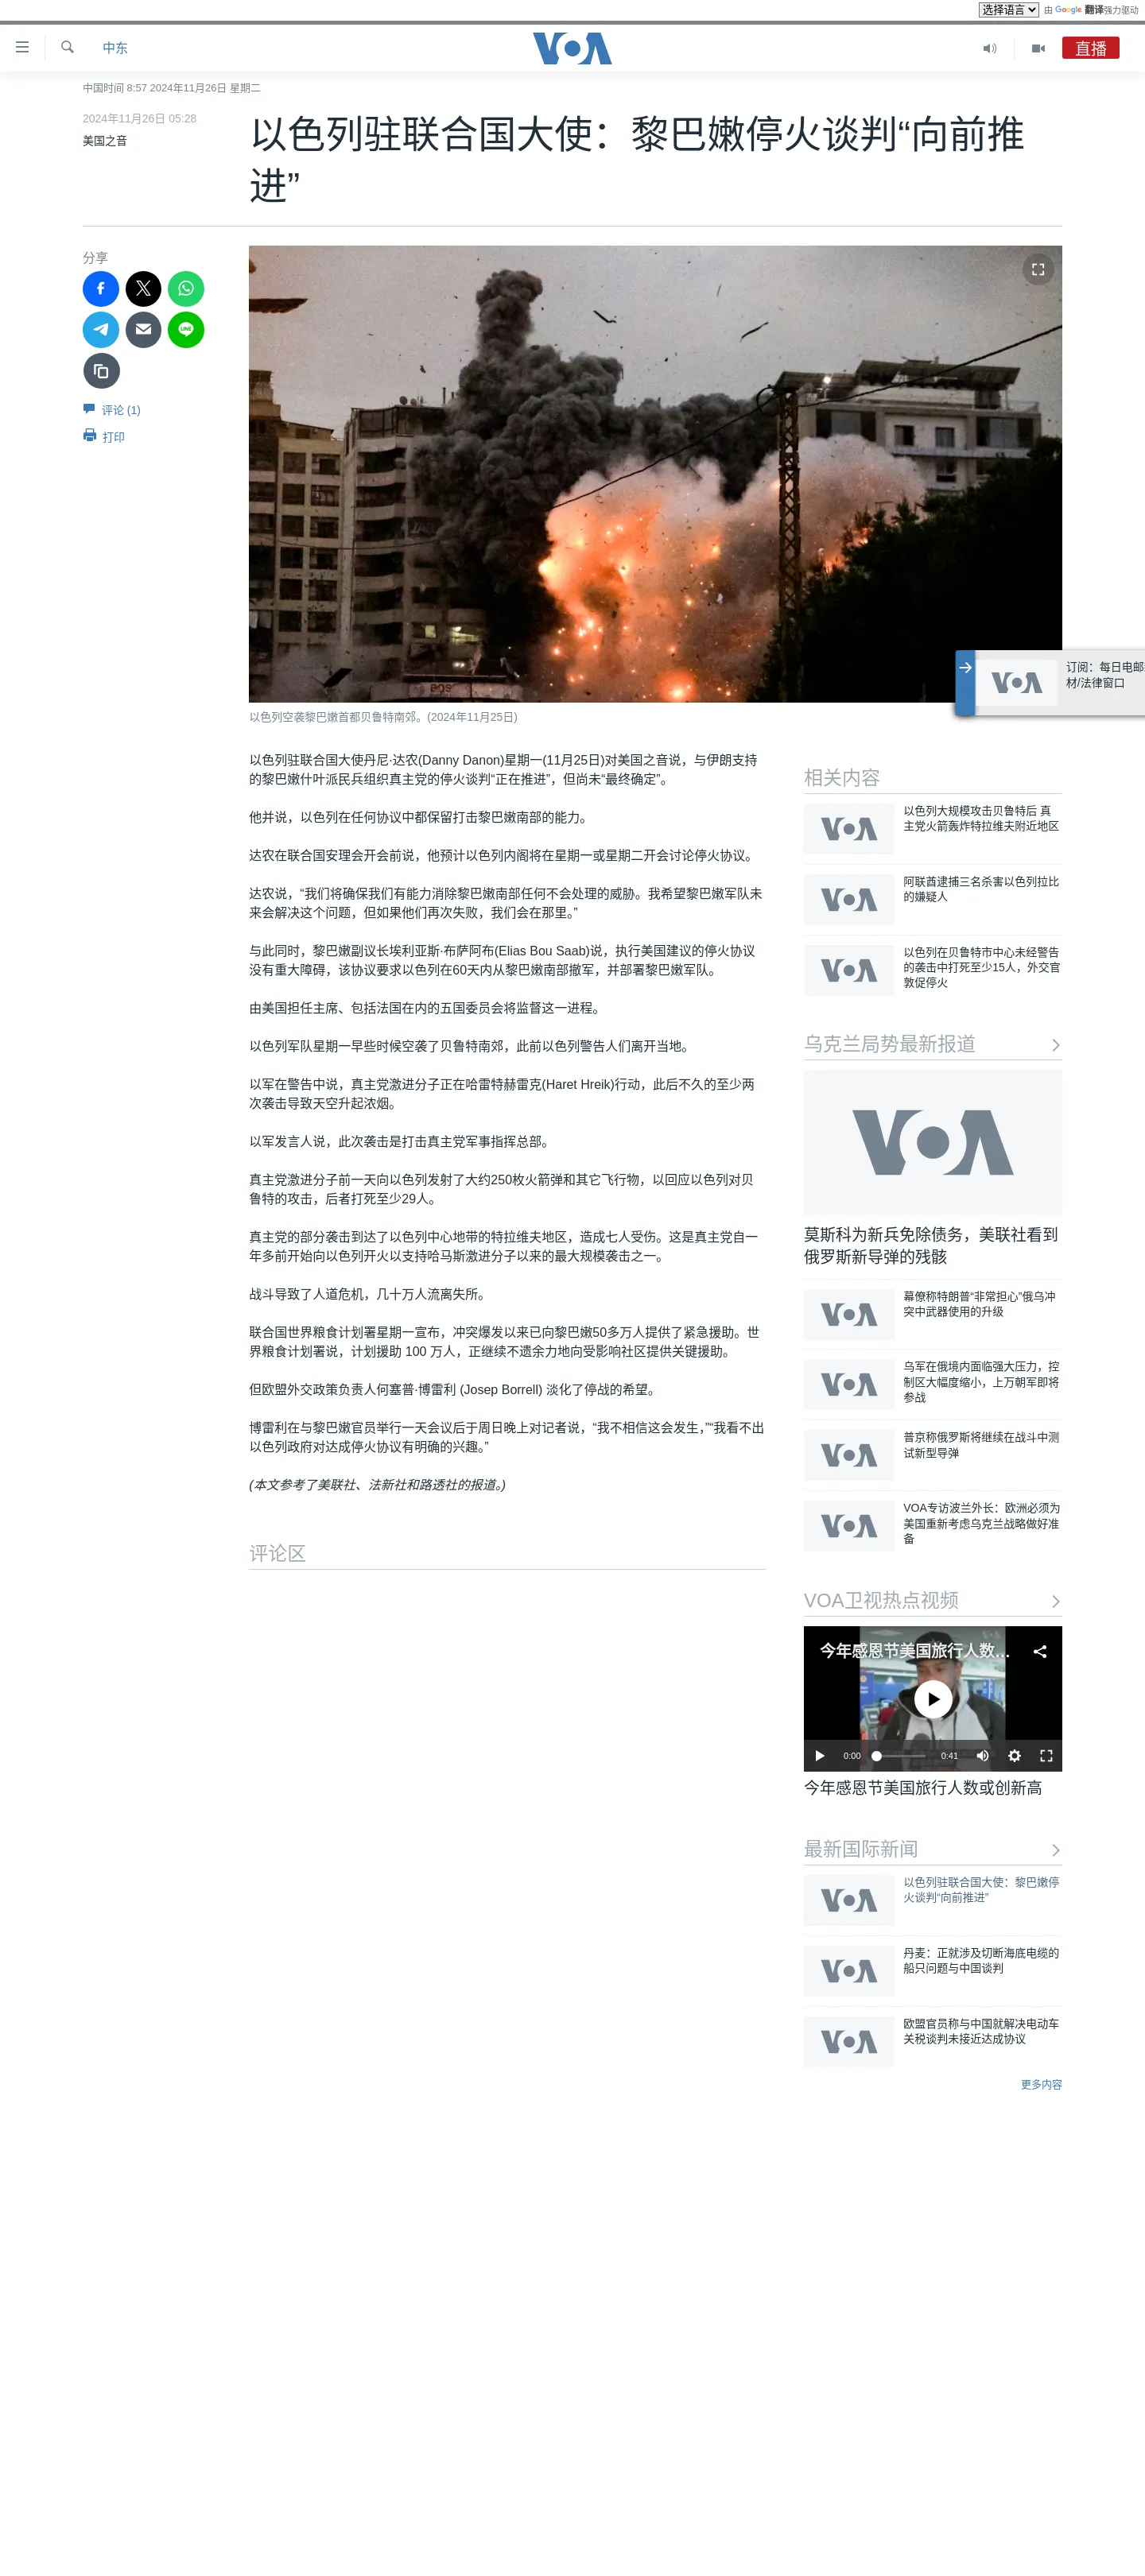 选择语言 由 Google 翻译强力驱动
中东
VOA
直播
中国时间 8:57 2024年11月26日 星期二
2024年11月26日 05:28
美国之音
以色列驻联合国大使：黎巴嫩停火谈判“向前推
进”
分享
评论 (1)
打印
订阅：每日电邮
材/法律窗口
以色列空袭黎巴嫩首都贝鲁特南郊。(2024年11月25日)
以色列驻联合国大使丹尼·达农(Danny Danon)星期一(11月25日)对美国之音说，与伊朗支持
的黎巴嫩什叶派民兵组织真主党的停火谈判“正在推进”，但尚未“最终确定”。
他并说，以色列在任何协议中都保留打击黎巴嫩南部的能力。
达农在联合国安理会开会前说，他预计以色列内阁将在星期一或星期二开会讨论停火协议。
达农说，“我们将确保我们有能力消除黎巴嫩南部任何不会处理的威胁。我希望黎巴嫩军队未
来会解决这个问题，但如果他们再次失败，我们会在那里。”
与此同时，黎巴嫩副议长埃利亚斯·布萨阿布(Elias Bou Saab)说，执行美国建议的停火协议
没有重大障碍，该协议要求以色列在60天内从黎巴嫩南部撤军，并部署黎巴嫩军队。
由美国担任主席、包括法国在内的五国委员会将监督这一进程。
以色列军队星期一早些时候空袭了贝鲁特南郊，此前以色列警告人们离开当地。
以军在警告中说，真主党激进分子正在哈雷特赫雷克(Haret Hreik)行动，此后不久的至少两
次袭击导致天空升起浓烟。
以军发言人说，此次袭击是打击真主党军事指挥总部。
真主党激进分子前一天向以色列发射了大约250枚火箭弹和其它飞行物，以回应以色列对贝
鲁特的攻击，后者打死至少29人。
真主党的部分袭击到达了以色列中心地带的特拉维夫地区，造成七人受伤。这是真主党自一
年多前开始向以色列开火以支持哈马斯激进分子以来的最大规模袭击之一。
战斗导致了人道危机，几十万人流离失所。
联合国世界粮食计划署星期一宣布，冲突爆发以来已向黎巴嫩50多万人提供了紧急援助。世
界粮食计划署说，计划援助 100 万人，正继续不遗余力地向受影响社区提供关键援助。
但欧盟外交政策负责人何塞普·博雷利 (Josep Borrell) 淡化了停战的希望。
博雷利在与黎巴嫩官员举行一天会议后于周日晚上对记者说，“我不相信这会发生，”“我看不出
以色列政府对达成停火协议有明确的兴趣。”
(本文参考了美联社、法新社和路透社的报道。)
评论区
相关内容
VOA
以色列大规模攻击贝鲁特后 真
主党火箭轰炸特拉维夫附近地区
VOA
阿联酋逮捕三名杀害以色列拉比
的嫌疑人
VOA
以色列在贝鲁特市中心未经警告
的袭击中打死至少15人，外交官
敦促停火
乌克兰局势最新报道
VOA
莫斯科为新兵免除债务，美联社看到
俄罗斯新导弹的残骸
VOA
幕僚称特朗普“非常担心”俄乌冲
突中武器使用的升级
VOA
乌军在俄境内面临强大压力，控
制区大幅度缩小，上万朝军即将
参战
VOA
普京称俄罗斯将继续在战斗中测
试新型导弹
VOA
VOA专访波兰外长：欧洲必须为
美国重新考虑乌克兰战略做好准
备
VOA卫视热点视频
今年感恩节美国旅行人数...
0:00 0:41
今年感恩节美国旅行人数或创新高
最新国际新闻
VOA
以色列驻联合国大使：黎巴嫩停
火谈判“向前推进”
VOA
丹麦：正就涉及切断海底电缆的
船只问题与中国谈判
VOA
欧盟官员称与中国就解决电动车
关税谈判未接近达成协议
更多内容